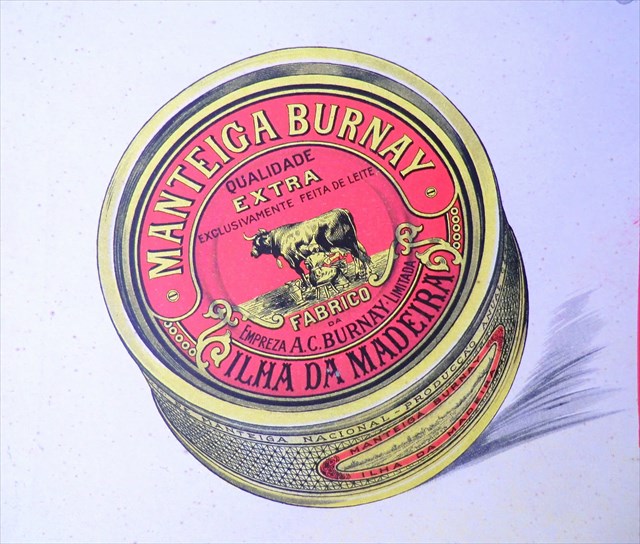 MANTEIGA BURNAY
QUALIDADE
EXTRA
EXCLUSIVAMENTE FEITA DE LEITE
FABRICO
DA
EMPREZA A.C. BURNAY-LIMITADA
ILHA DA MADEIRA
MANTEIGA NACIONAL-PRODUCÇÃO
MANTEIGA BURNAY
ILHA DA MADEIRA